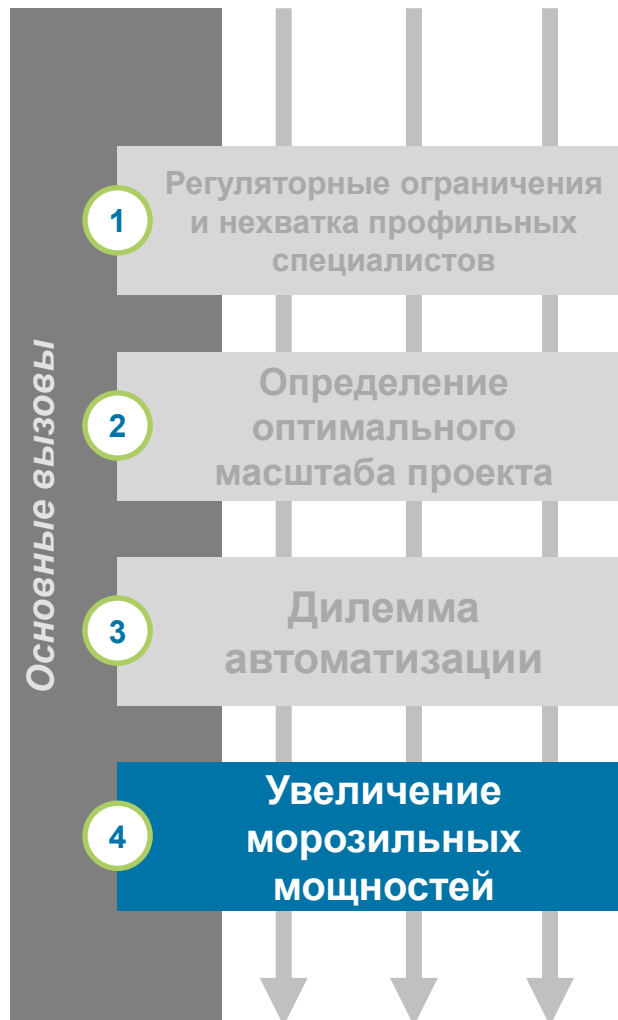 Основные вызовы
1
Регуляторные ограничения
и нехватка профильных
специалистов
2
Определение
оптимального
масштаба проекта
3
Дилемма
автоматизации
4
Увеличение
морозильных
мощностей